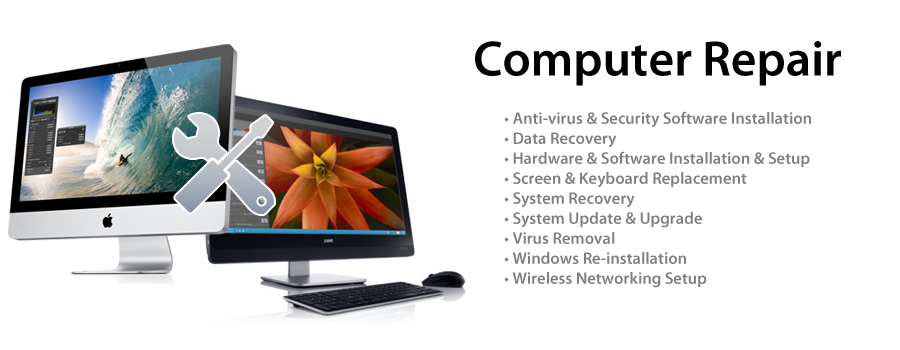 Computer Repair
• Anti-virus & Security Software Installation
• Data Recovery
• Hardware & Software Installation & Setup
• Screen & Keyboard Replacement
• System Recovery
• System Update & Upgrade
• Virus Removal
• Windows Re-installation
• Wireless Networking Setup